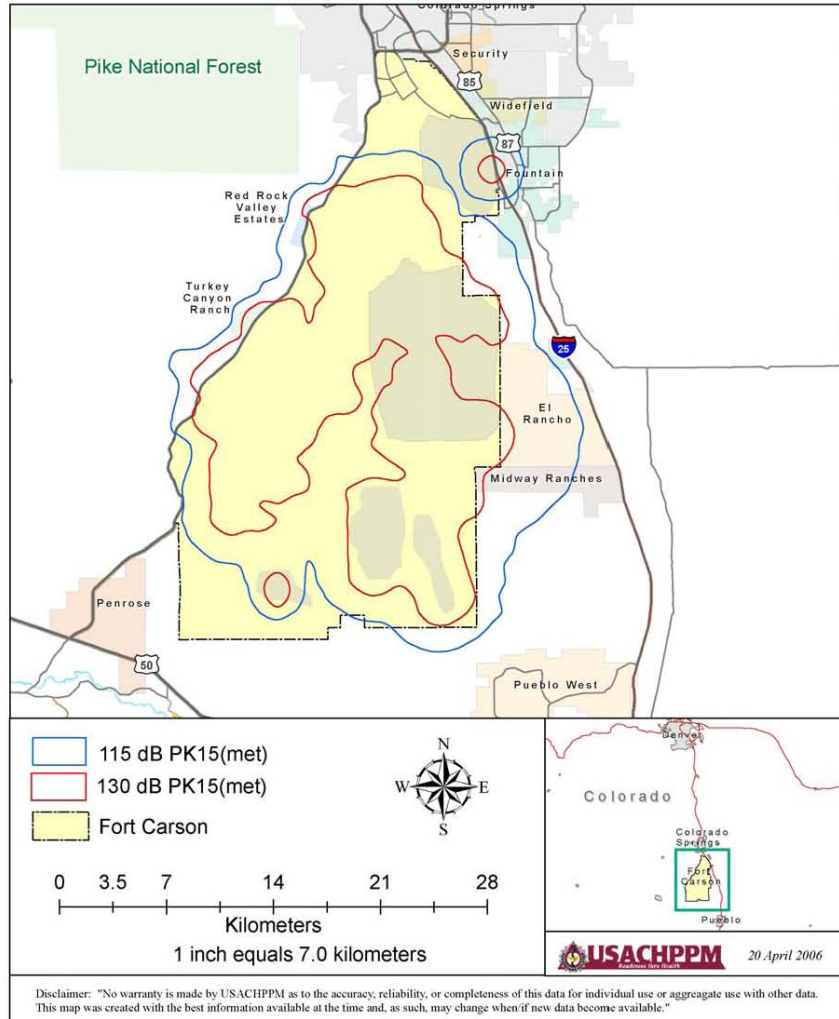 Colorado Springs
Security
Pike National Forest
85
Widefield
87
Fountain
Red Rock
Valley
Estates
Turkey
Canyon
Ranch
25
El
Rancho
Midway Ranches
Penrose
50
Pueblo West
115 dB PK15(met)
130 dB PK15(met)
Fort Carson
N
W
E
S
0 3.5 7 14 21 28
Kilometers
1 inch equals 7.0 kilometers
Denver
Colorado
Colorado
Springs
Fort
Carson
Pueblo
USACHPPM
Readiness thru Health
20 April 2006
Disclaimer: "No warranty is made by USACHPPM as to the accuracy, reliability, or completeness of this data for individual use or aggreagate use with other data.
This map was created with the best information available at the time and, as such, may change when/if new data become available."